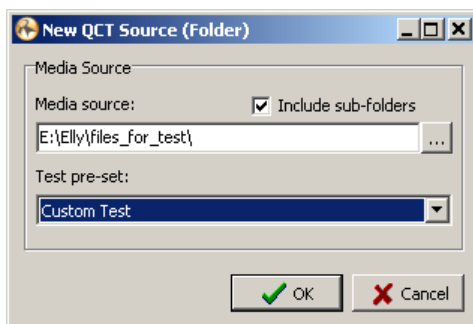 New QCT Source (Folder)
Media Source
Media source: Include sub-folders
E:\Elly\files_for_test\ ...
Test pre-set:
Custom Test
OK Cancel